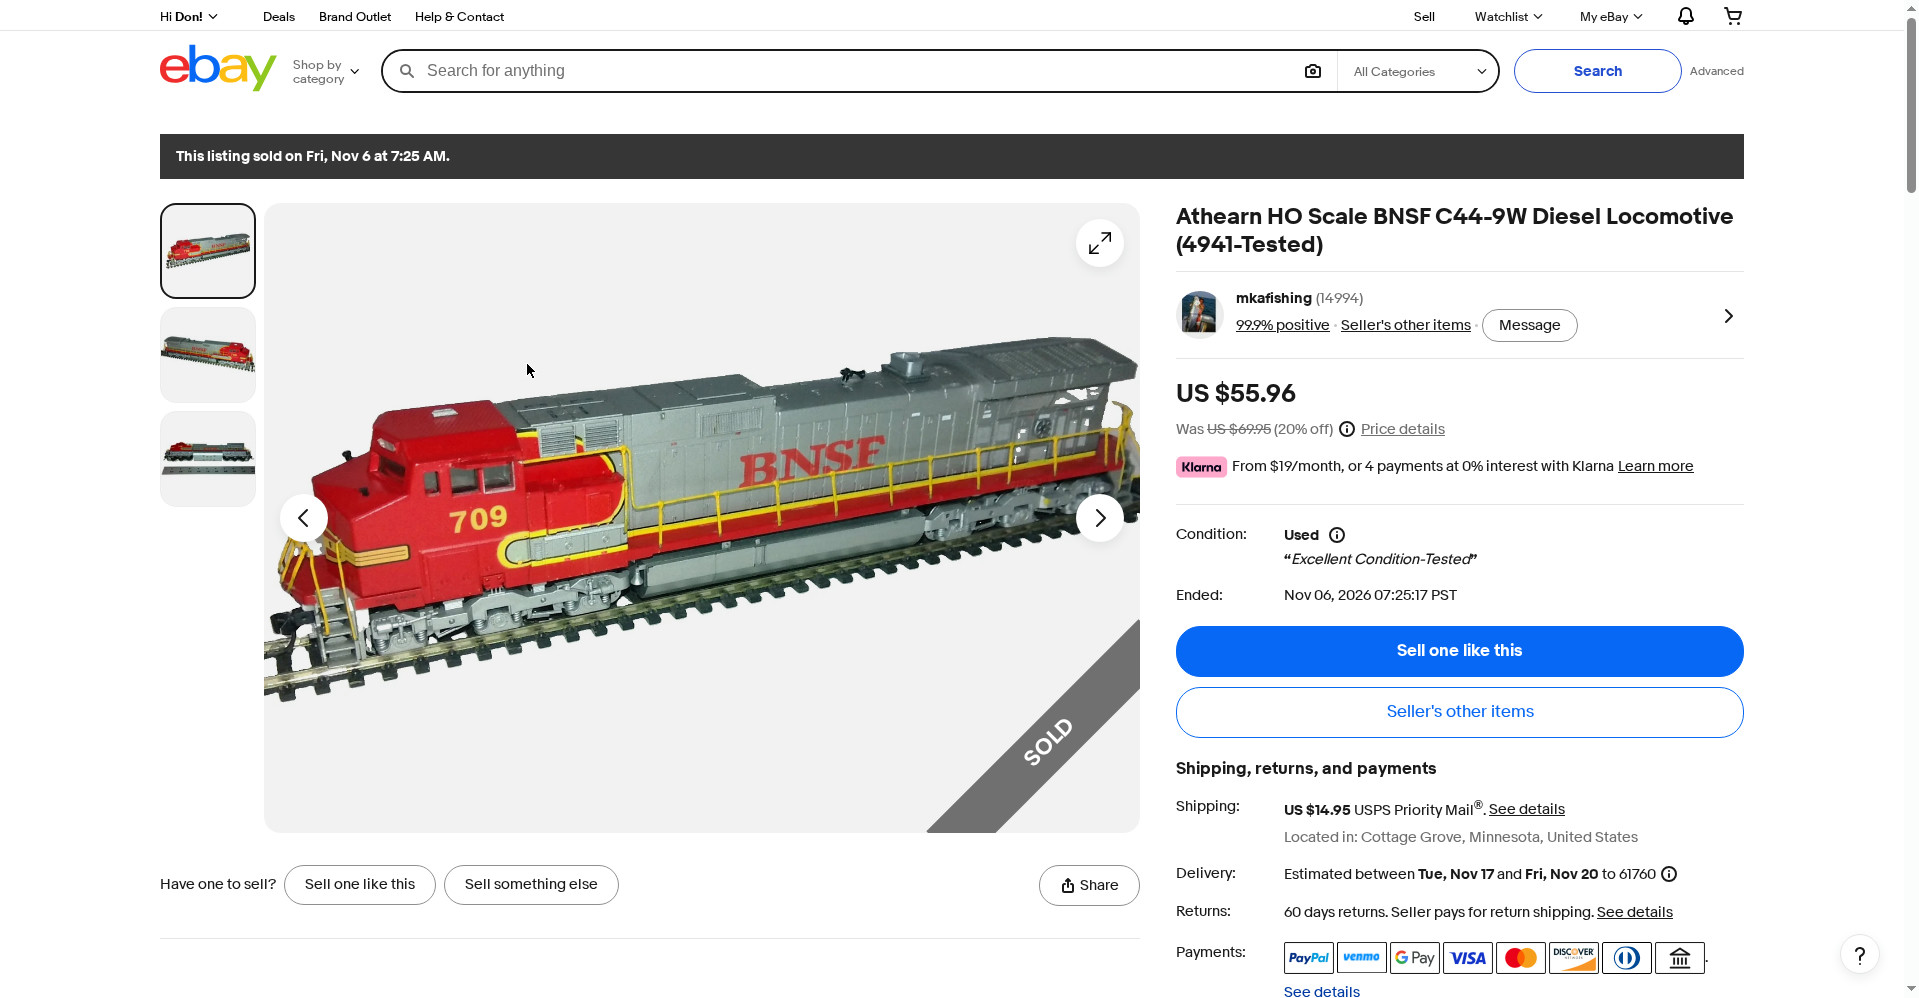 Hi Don!
Deals
Brand Outlet
Help & Contact
Sell
Watchlist
My eBay
ebay
Shop by
category
Search for anything
All Categories
Search
Advanced
This listing sold on Fri, Nov 6 at 7:25 AM.
BNSF
709
SOLD
Have one to sell?
Sell one like this
Sell something else
Share
Athearn HO Scale BNSF C44-9W Diesel Locomotive
(4941-Tested)
mkafishing (14994)
99.9% positive · Seller's other items · Message
US $55.96
Was US $69.95 (20% off) Price details
Klarna From $19/month, or 4 payments at 0% interest with Klarna Learn more
Condition: Used
“Excellent Condition-Tested”
Ended: Nov 06, 2026 07:25:17 PST
Sell one like this
Seller's other items
Shipping, returns, and payments
Shipping: US $14.95 USPS Priority Mail®. See details
Located in: Cottage Grove, Minnesota, United States
Delivery: Estimated between Tue, Nov 17 and Fri, Nov 20 to 61760
Returns: 60 days returns. Seller pays for return shipping. See details
Payments: PayPal venmo G Pay VISA DISCOVER
See details
?